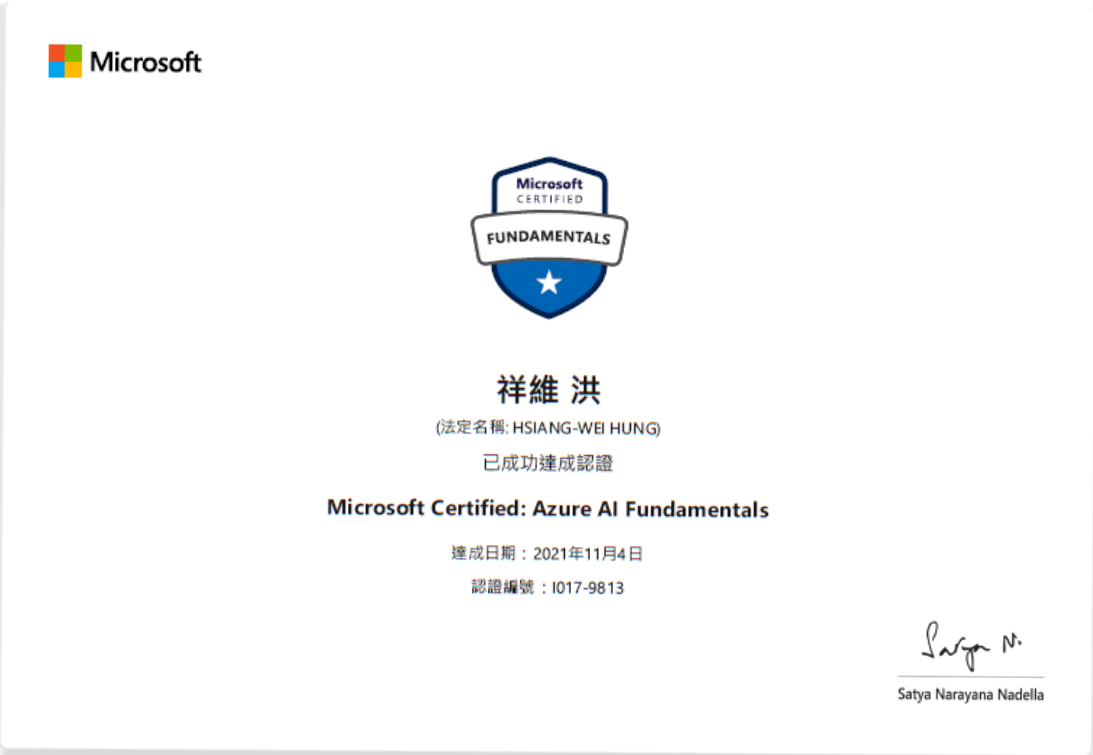 Microsoft
Microsoft
CERTIFIED
FUNDAMENTALS
祥維 洪
(法定名稱: HSIANG-WEI HUNG)
已成功達成認證
Microsoft Certified: Azure AI Fundamentals
達成日期：2021年11月4日
認證編號：I017-9813
Satya N.
Satya Narayana Nadella